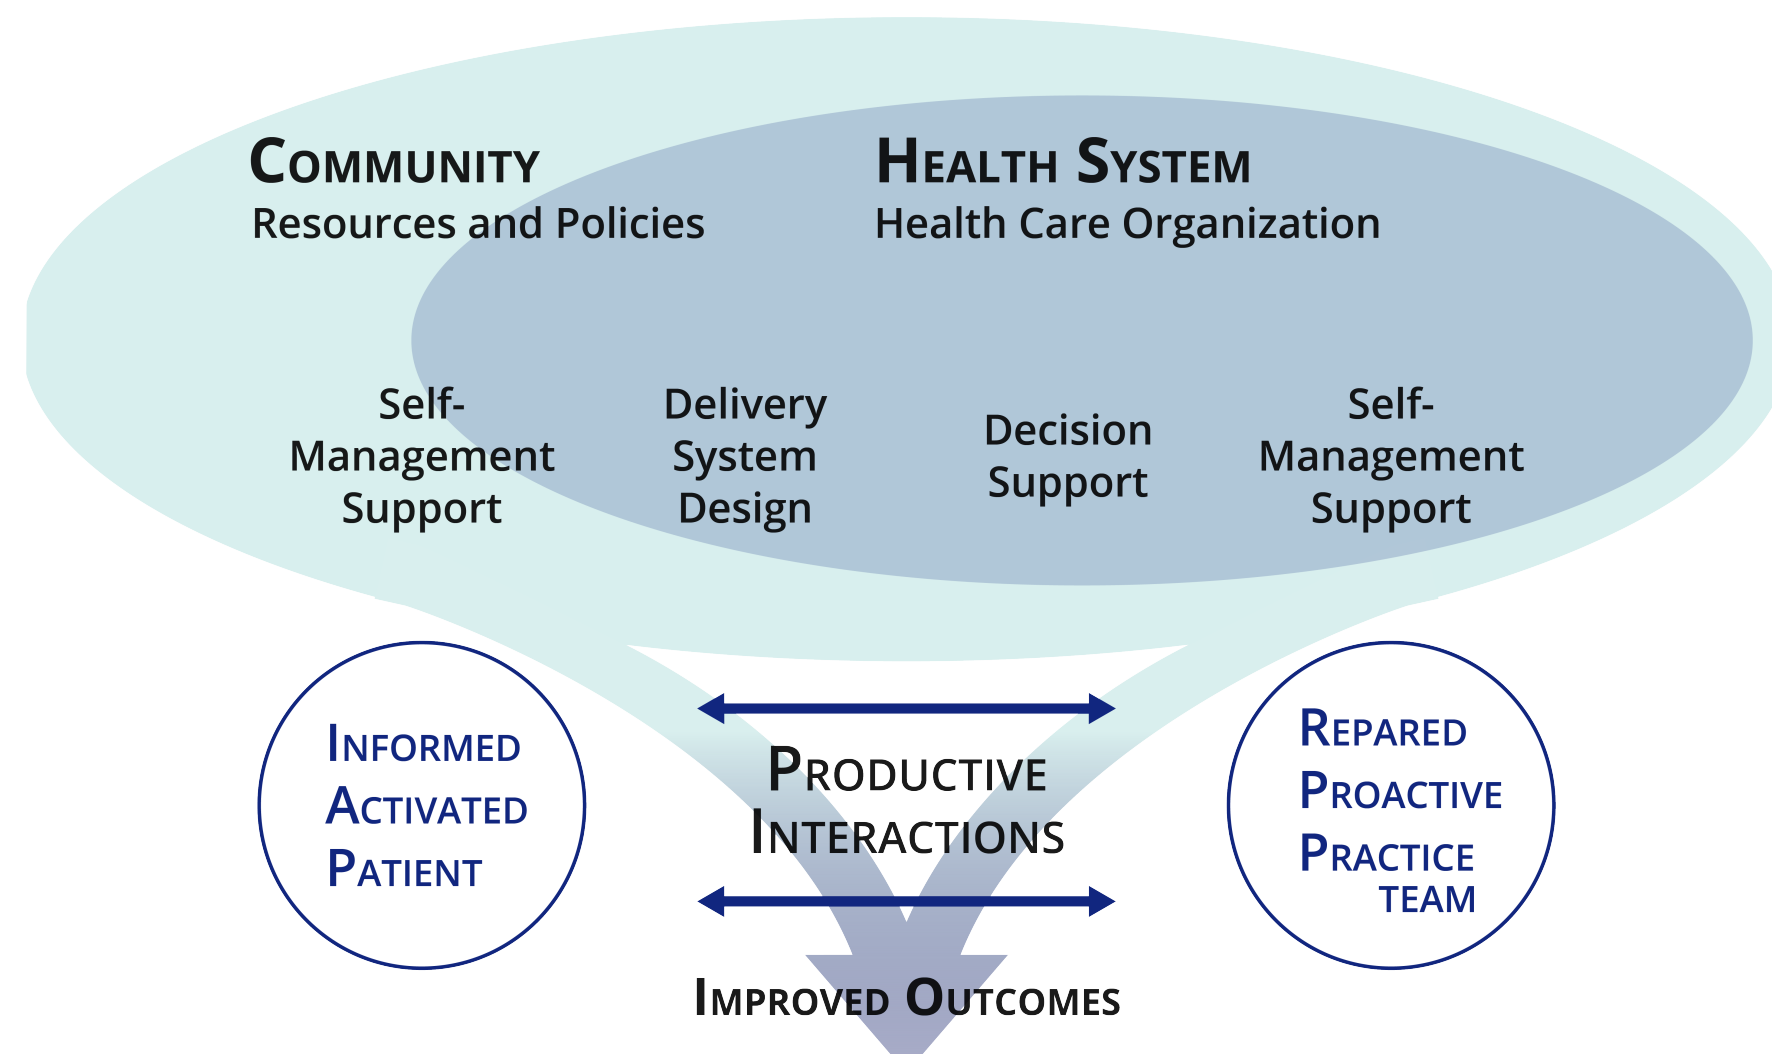 COMMUNITY
Resources and Policies
HEALTH SYSTEM
Health Care Organization
Self-
Management
Support
Delivery
System
Design
Decision
Support
Self-
Management
Support
INFORMED
ACTIVATED
PATIENT
PRODUCTIVE
INTERACTIONS
REPARED
PROACTIVE
PRACTICE
TEAM
IMPROVED OUTCOMES